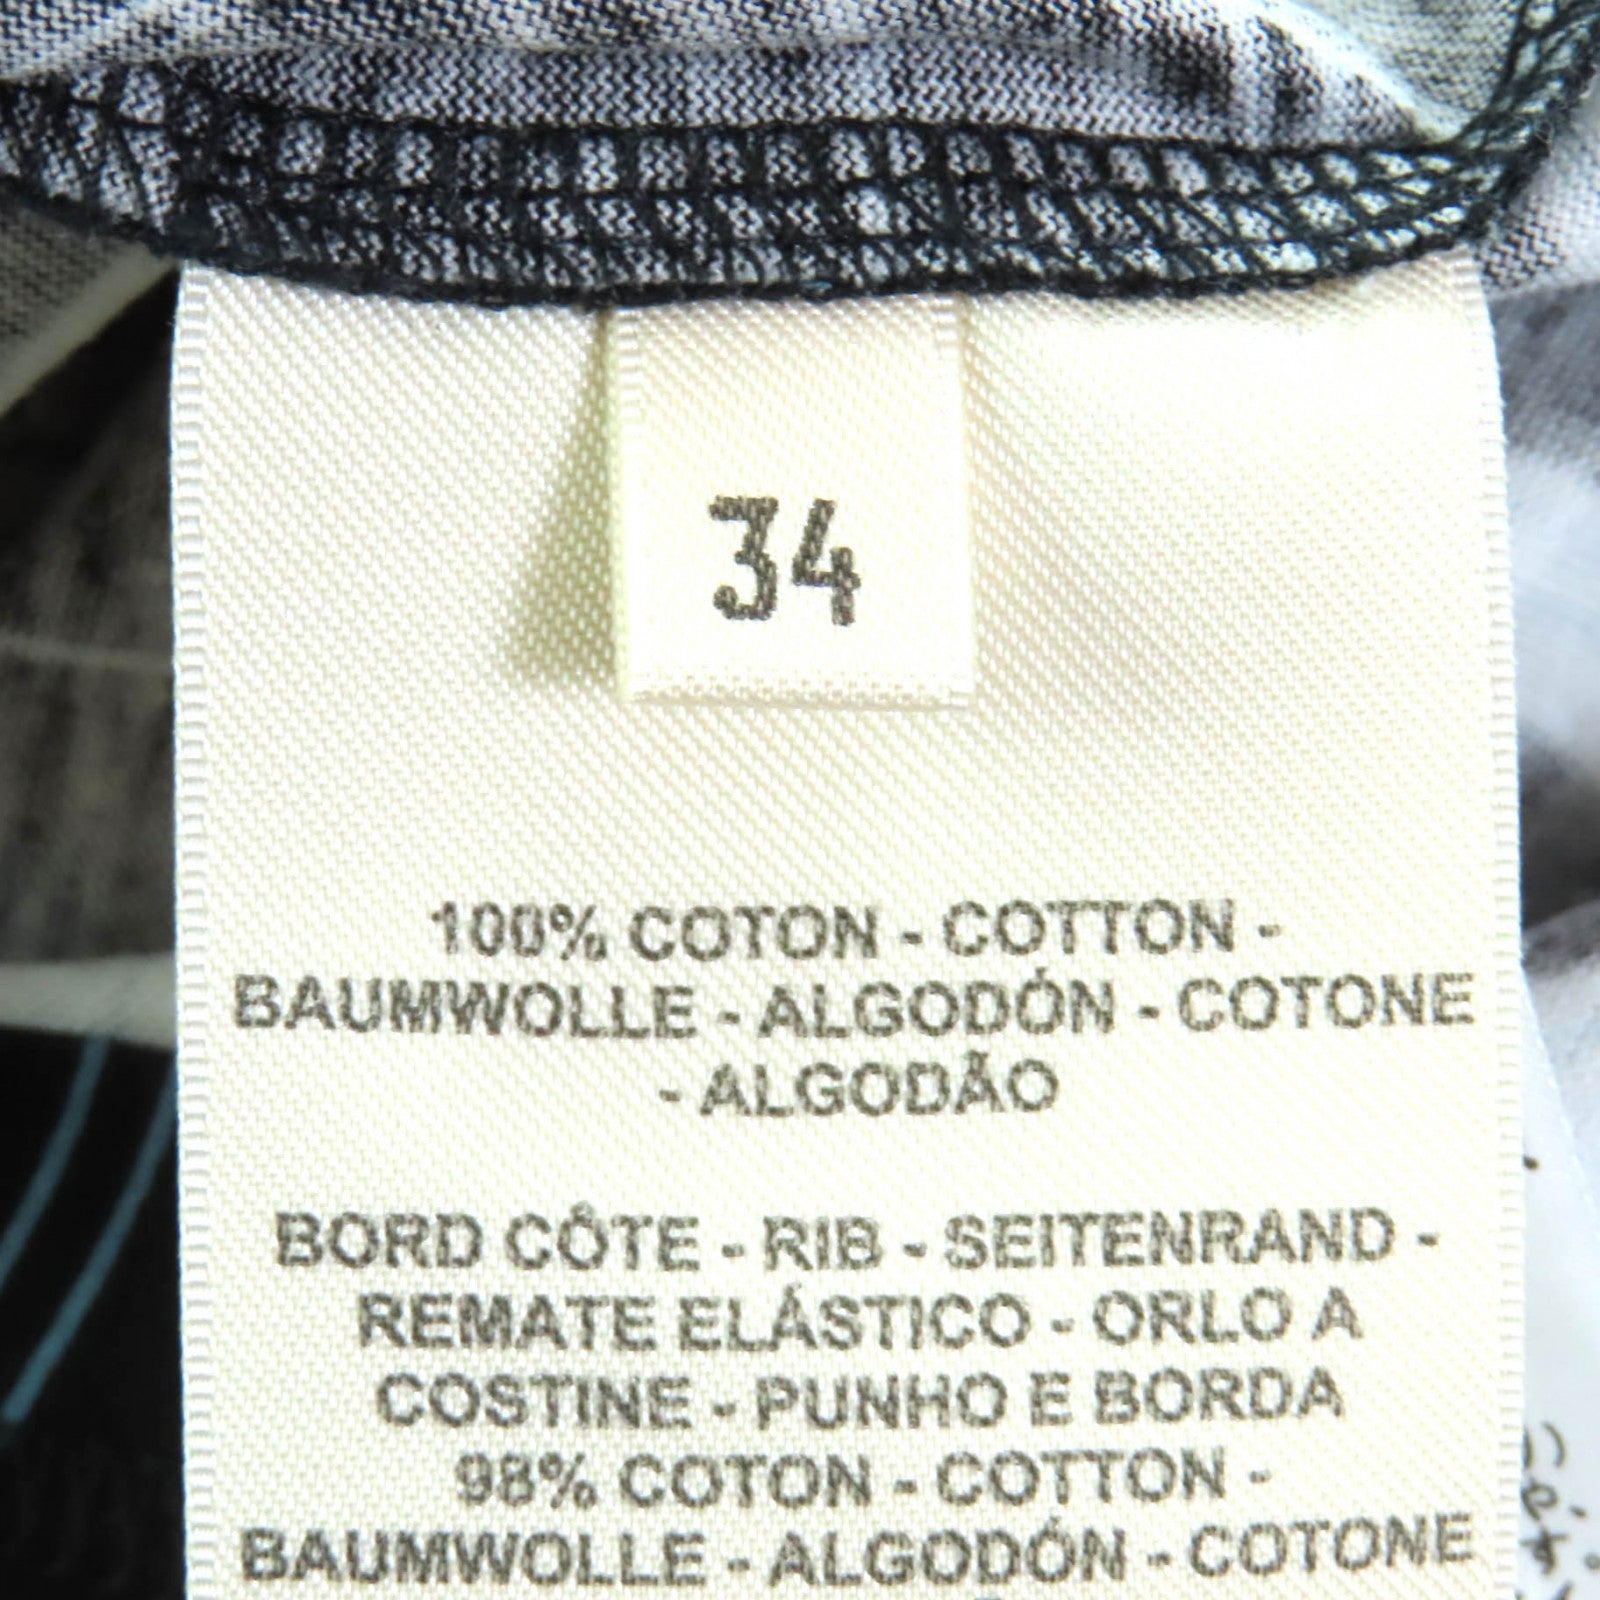 34
100% COTON - COTTON -
BAUMWOLLE - ALGODÓN - COTONE
- ALGODÃO
BORD CÔTE - RIB - SEITENRAND -
REMATE ELÁSTICO - ORLO A
COSTINE - PUNHO E BORDA
98% COTON - COTTON -
BAUMWOLLE - ALGODÓN - COTONE